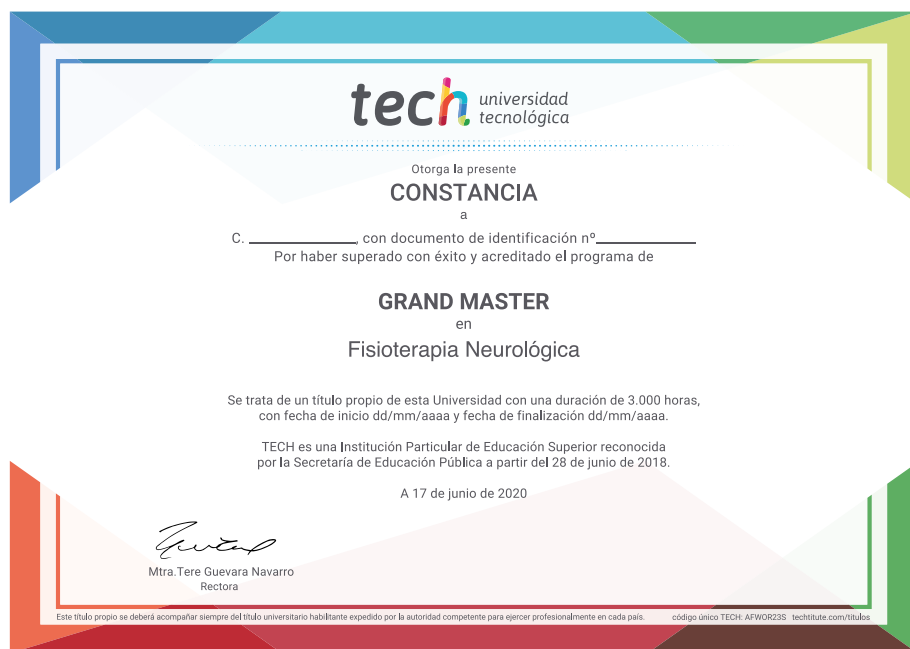 tech universidad
tecnológica
Otorga la presente
CONSTANCIA
a
C. ______________, con documento de identificación nº_____________
Por haber superado con éxito y acreditado el programa de
GRAND MASTER
en
Fisioterapia Neurológica
Se trata de un título propio de esta Universidad con una duración de 3.000 horas,
con fecha de inicio dd/mm/aaaa y fecha de finalización dd/mm/aaaa.
TECH es una Institución Particular de Educación Superior reconocida
por la Secretaría de Educación Pública a partir del 28 de junio de 2018.
A 17 de junio de 2020
Mtra.Tere Guevara Navarro
Rectora
Este título propio se deberá acompañar siempre del título universitario habilitante expedido por la autoridad competente para ejercer profesionalmente en cada país. código único TECH: AFWOR23S techtitute.com/titulos